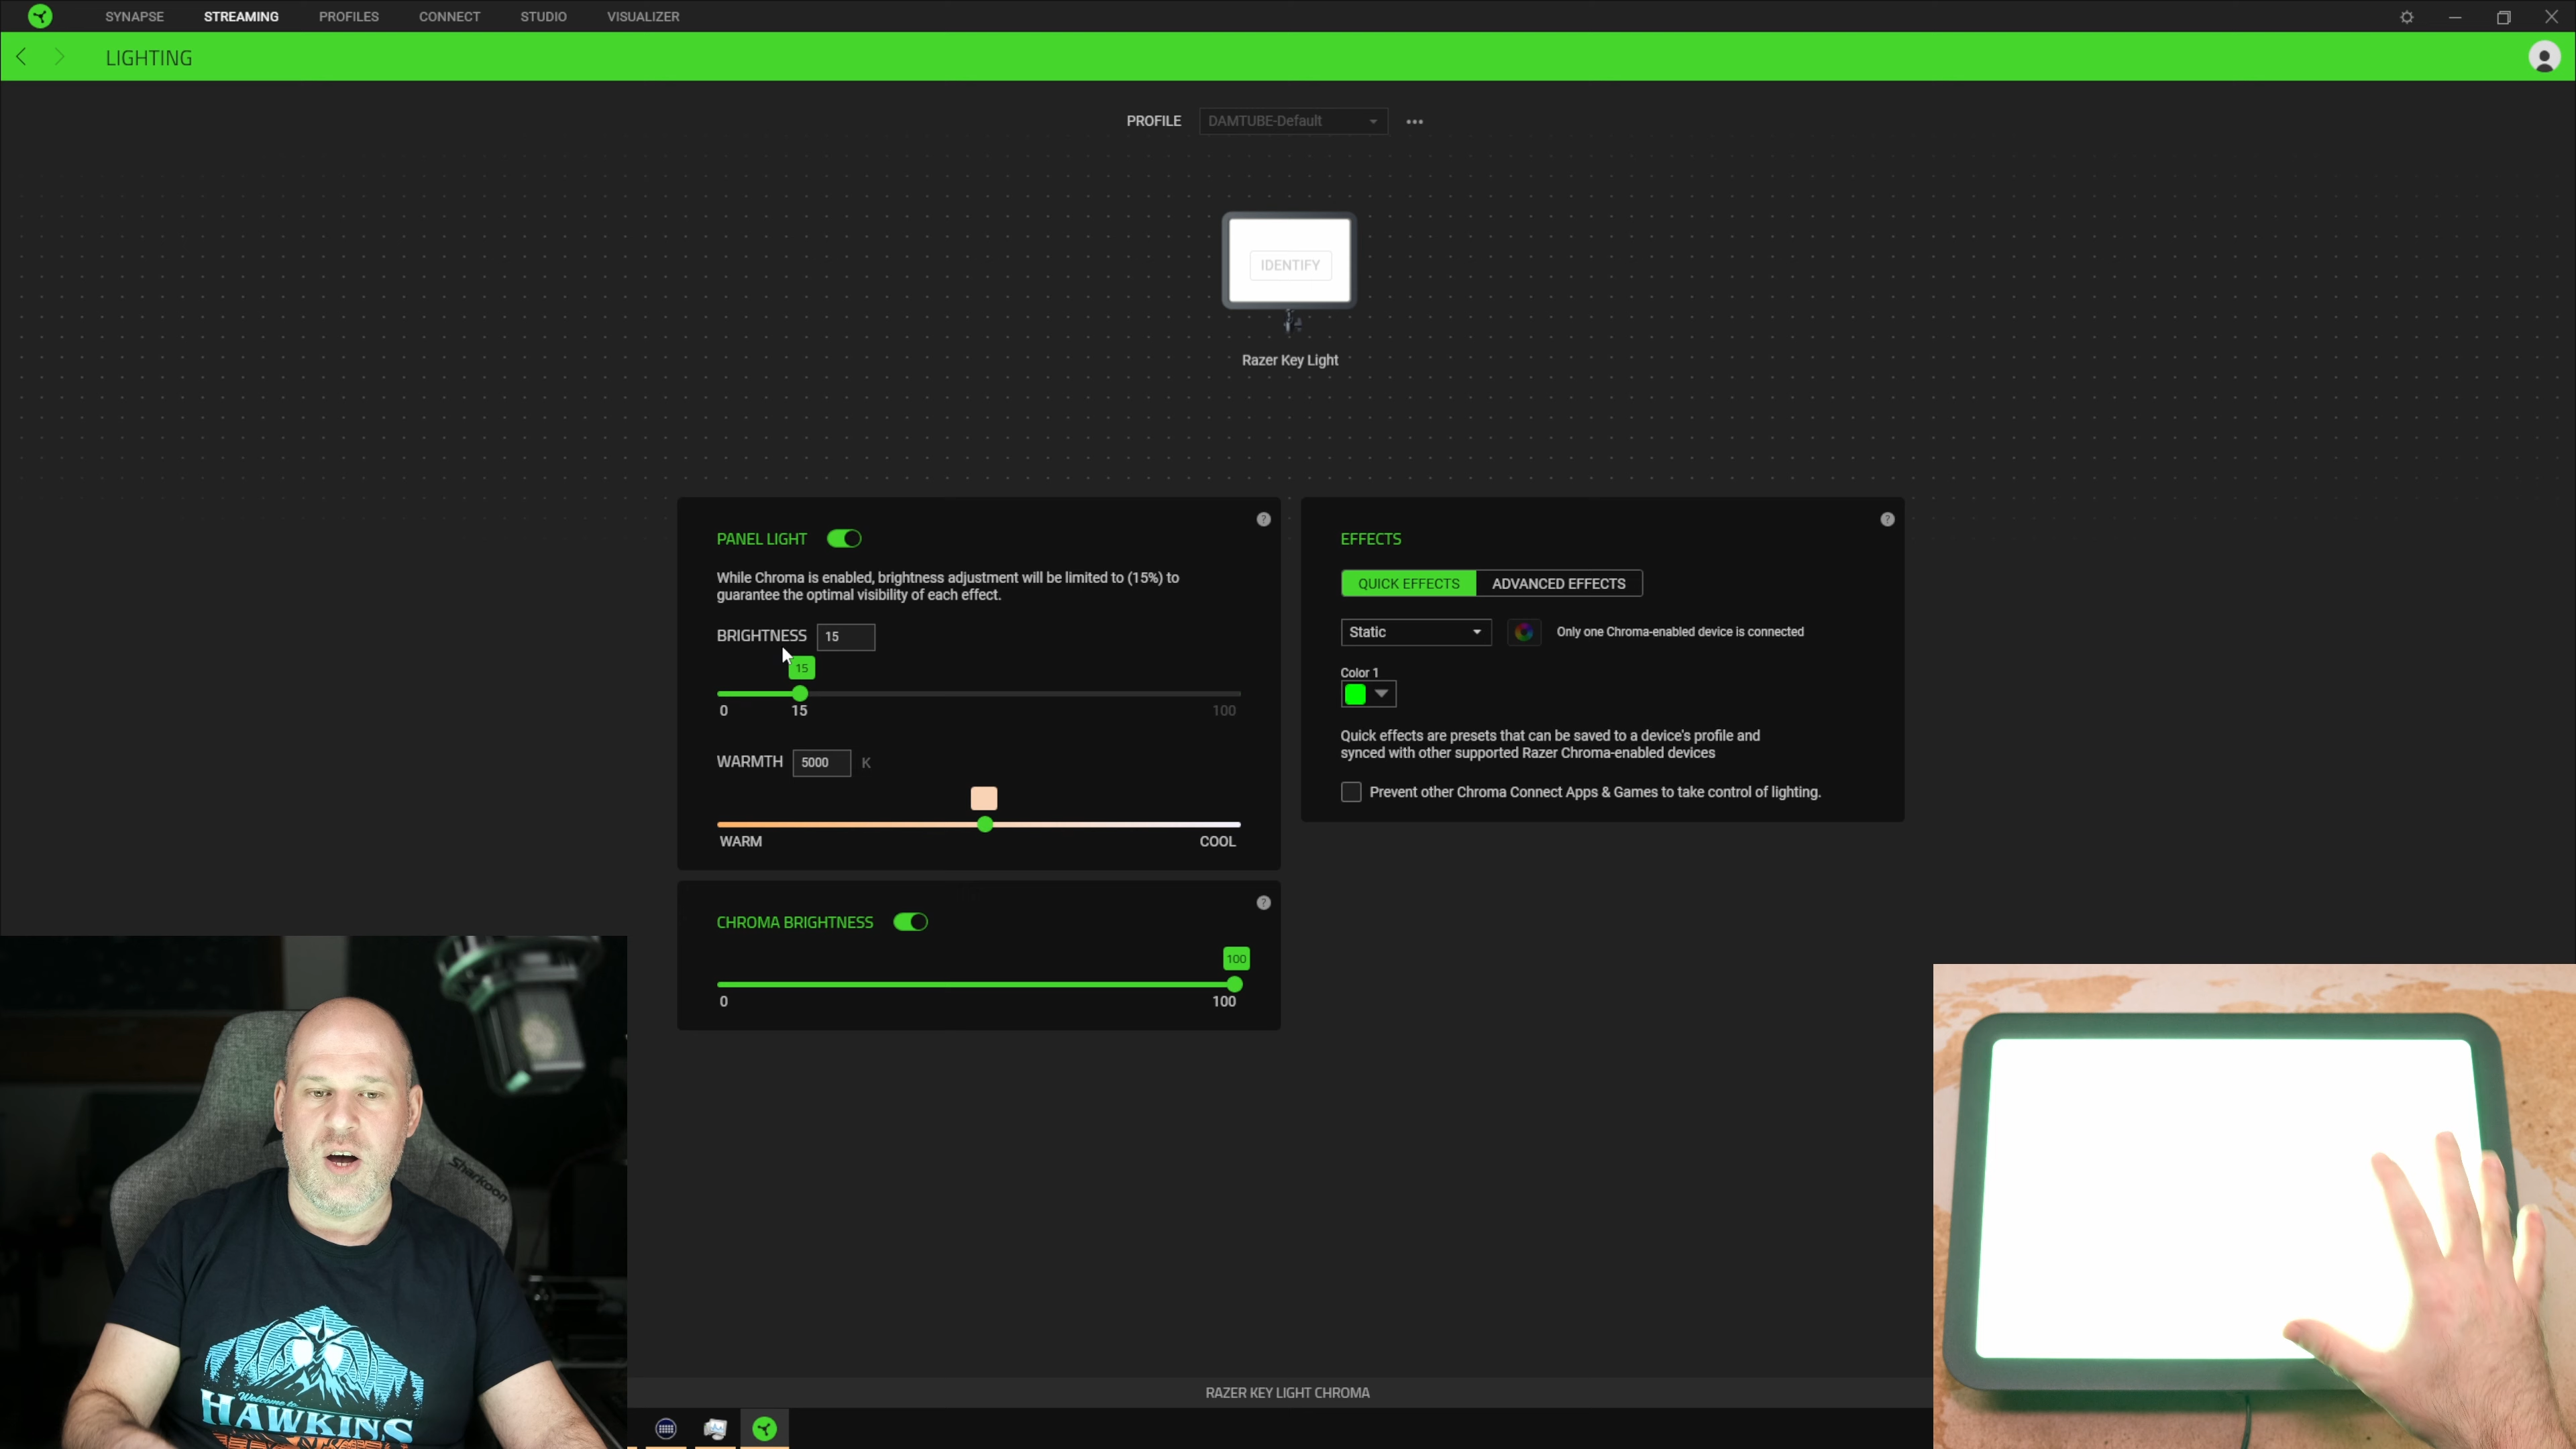 SYNAPSE STREAMING PROFILES CONNECT STUDIO VISUALIZER
LIGHTING
PROFILE DAMTUBE-Default
IDENTIFY
Razer Key Light
PANEL LIGHT
While Chroma is enabled, brightness adjustment will be limited to (15%) to
guarantee the optimal visibility of each effect.
BRIGHTNESS 15
15
0 15 100
WARMTH 5000 K
WARM COOL
CHROMA BRIGHTNESS
100
0 100
EFFECTS
QUICK EFFECTS ADVANCED EFFECTS
Static Only one Chroma-enabled device is connected
Color 1
Quick effects are presets that can be saved to a device's profile and
synced with other supported Razer Chroma-enabled devices
Prevent other Chroma Connect Apps & Games to take control of lighting.
Sharkoon
Welcome to
HAWKINS
RAZER KEY LIGHT CHROMA